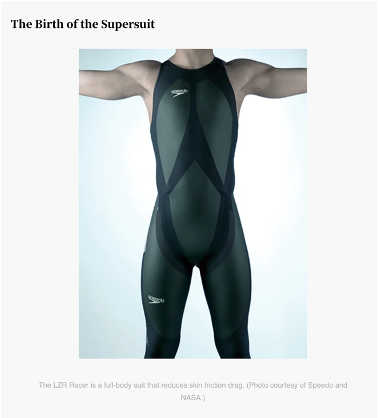 The Birth of the Supersuit
speedo
speedo
The LZR Racer is a full-body suit that reduces skin friction drag. (Photo courtesy of Speedo and
NASA.)